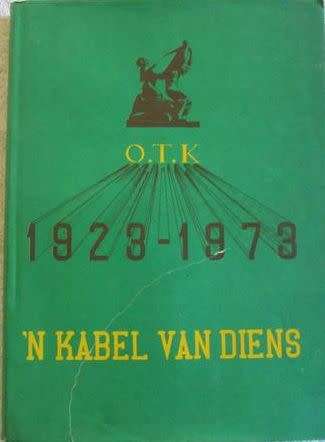 O.T.K
1923-1973
'N KABEL VAN DIENS